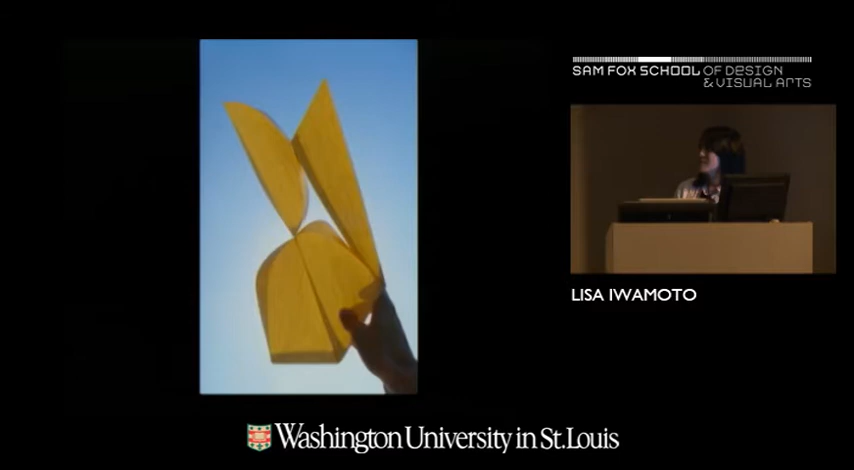 SAM FOX SCHOOL OF DESIGN
& VISUAL ARTS
LISA IWAMOTO
Washington University in St. Louis